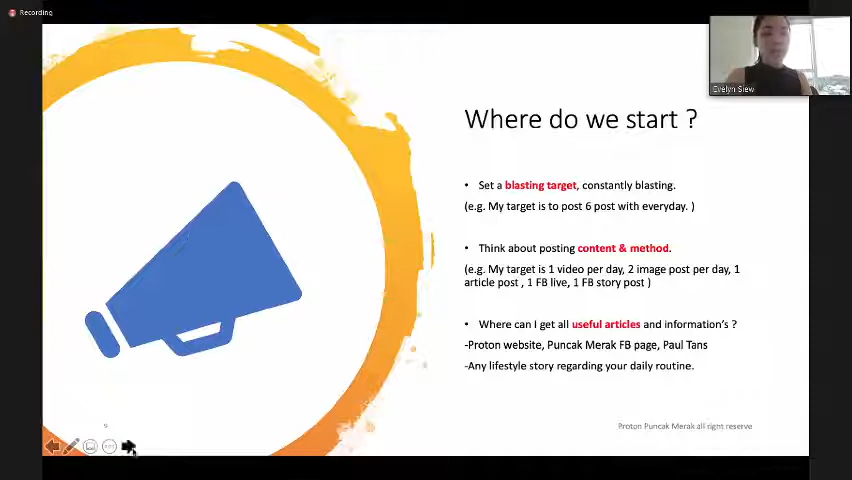 Recording
Evelyn Siew
Where do we start ?
• Set a blasting target, constantly blasting.
(e.g. My target is to post 6 post with everyday. )
• Think about posting content & method.
(e.g. My target is 1 video per day, 2 image post per day, 1
article post , 1 FB live, 1 FB story post )
• Where can I get all useful articles and information's ?
-Proton website, Puncak Merak FB page, Paul Tans
-Any lifestyle story regarding your daily routine.
9
Proton Puncak Merak all right reserve